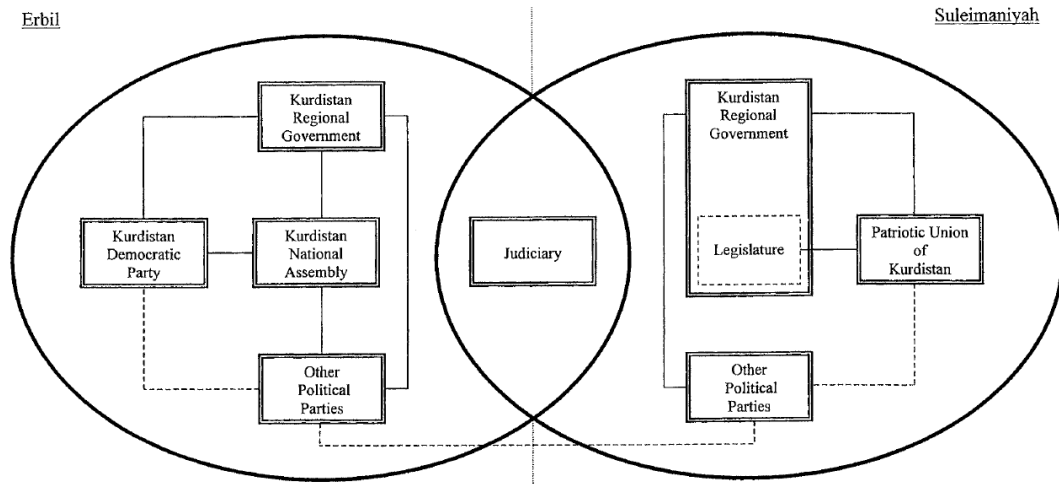 Erbil
Suleimaniyah
Kurdistan
Regional
Government
Kurdistan
Democratic
Party
Kurdistan
National
Assembly
Other
Political
Parties
Judiciary
Kurdistan
Regional
Government
Legislature
Patriotic Union
of
Kurdistan
Other
Political
Parties